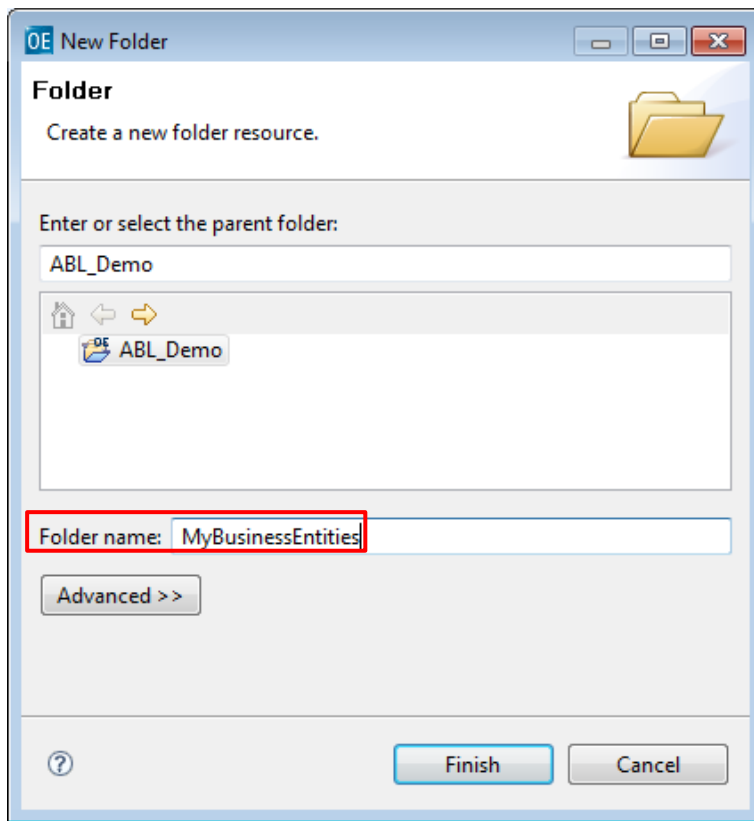 OE New Folder
Folder
Create a new folder resource.
Enter or select the parent folder:
ABL_Demo
OE ABL_Demo
Folder name: MyBusinessEntities
Advanced >>
? Finish Cancel